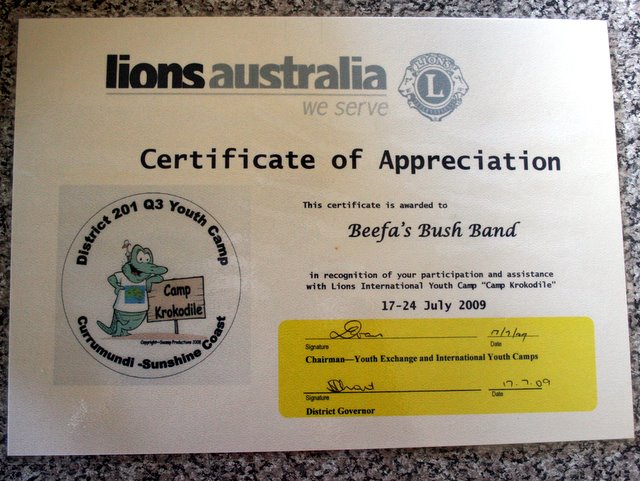 lions australia
we serve
LIONS
L
Certificate of Appreciation
District 201 Q3 Youth Camp
Camp
Krokodile
Currumundi -Sunshine Coast
This certificate is awarded to
Beefa's Bush Band
in recognition of your participation and assistance
with Lions International Youth Camp "Camp Krokodile"
17-24 July 2009
17/7/09
Signature
Date
Chairman—Youth Exchange and International Youth Camps
17.7.09
Signature
Date
District Governor